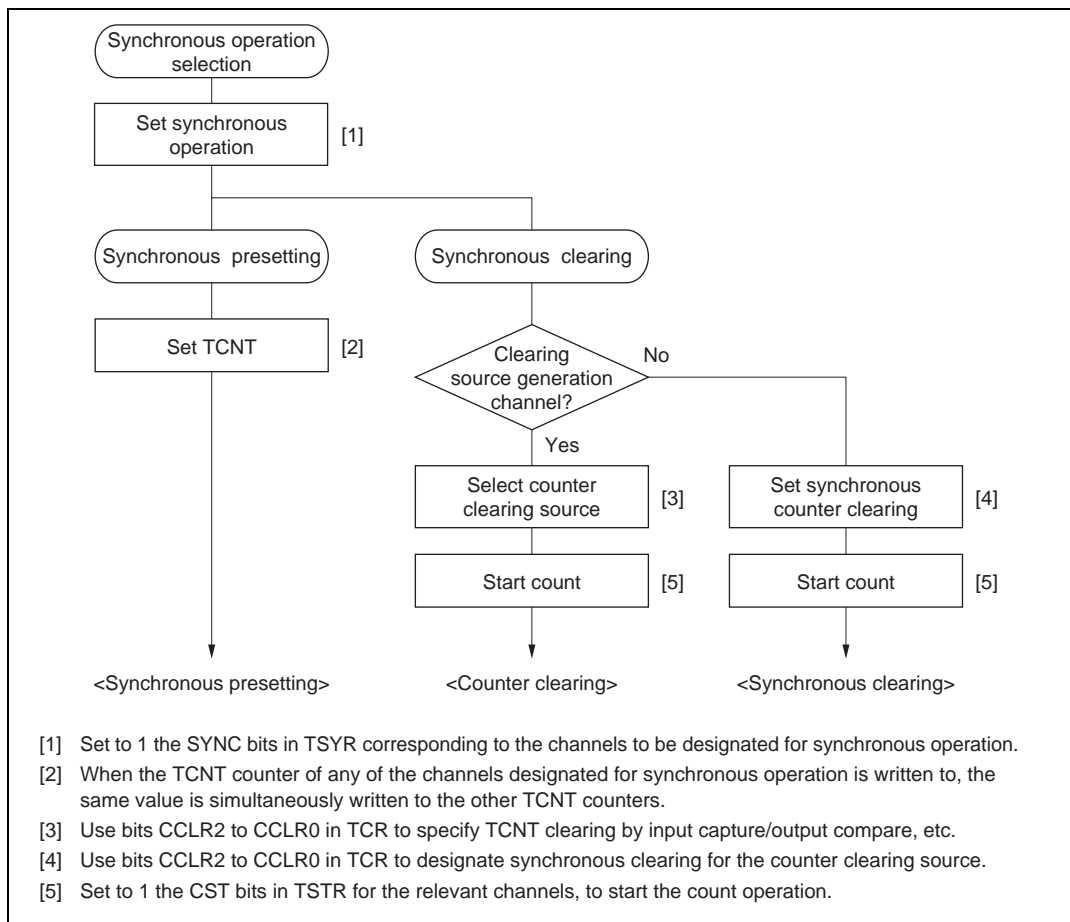 Synchronous operation
selection
Set synchronous
operation
[1]
Synchronous presetting
Synchronous clearing
Set TCNT
[2]
Clearing
source generation
channel?
No
Yes
Select counter
clearing source
[3]
Set synchronous
counter clearing
[4]
Start count
[5]
Start count
[5]
<Synchronous presetting>
<Counter clearing>
<Synchronous clearing>
[1] Set to 1 the SYNC bits in TSYR corresponding to the channels to be designated for synchronous operation.
[2] When the TCNT counter of any of the channels designated for synchronous operation is written to, the
same value is simultaneously written to the other TCNT counters.
[3] Use bits CCLR2 to CCLR0 in TCR to specify TCNT clearing by input capture/output compare, etc.
[4] Use bits CCLR2 to CCLR0 in TCR to designate synchronous clearing for the counter clearing source.
[5] Set to 1 the CST bits in TSTR for the relevant channels, to start the count operation.